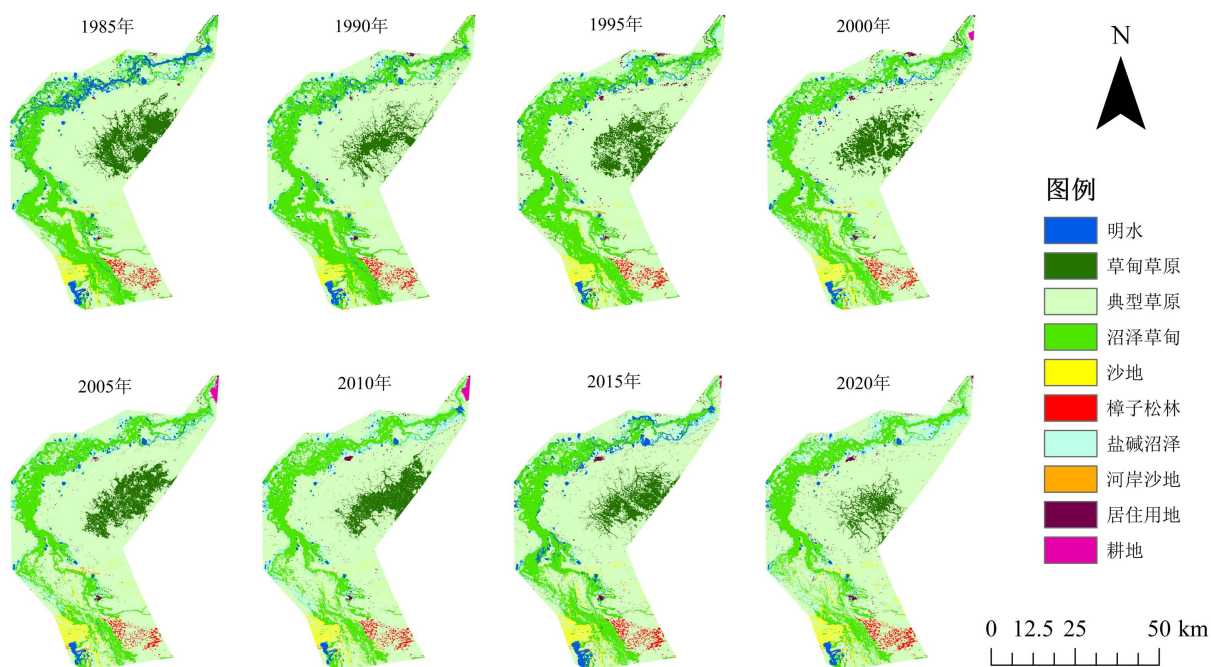 1985年
1990年
1995年
2000年
N
2005年
2010年
2015年
2020年
图例
明水
草甸草原
典型草原
沼泽草甸
沙地
樟子松林
盐碱沼泽
河岸沙地
居住用地
耕地
0 12.5 25 50 km